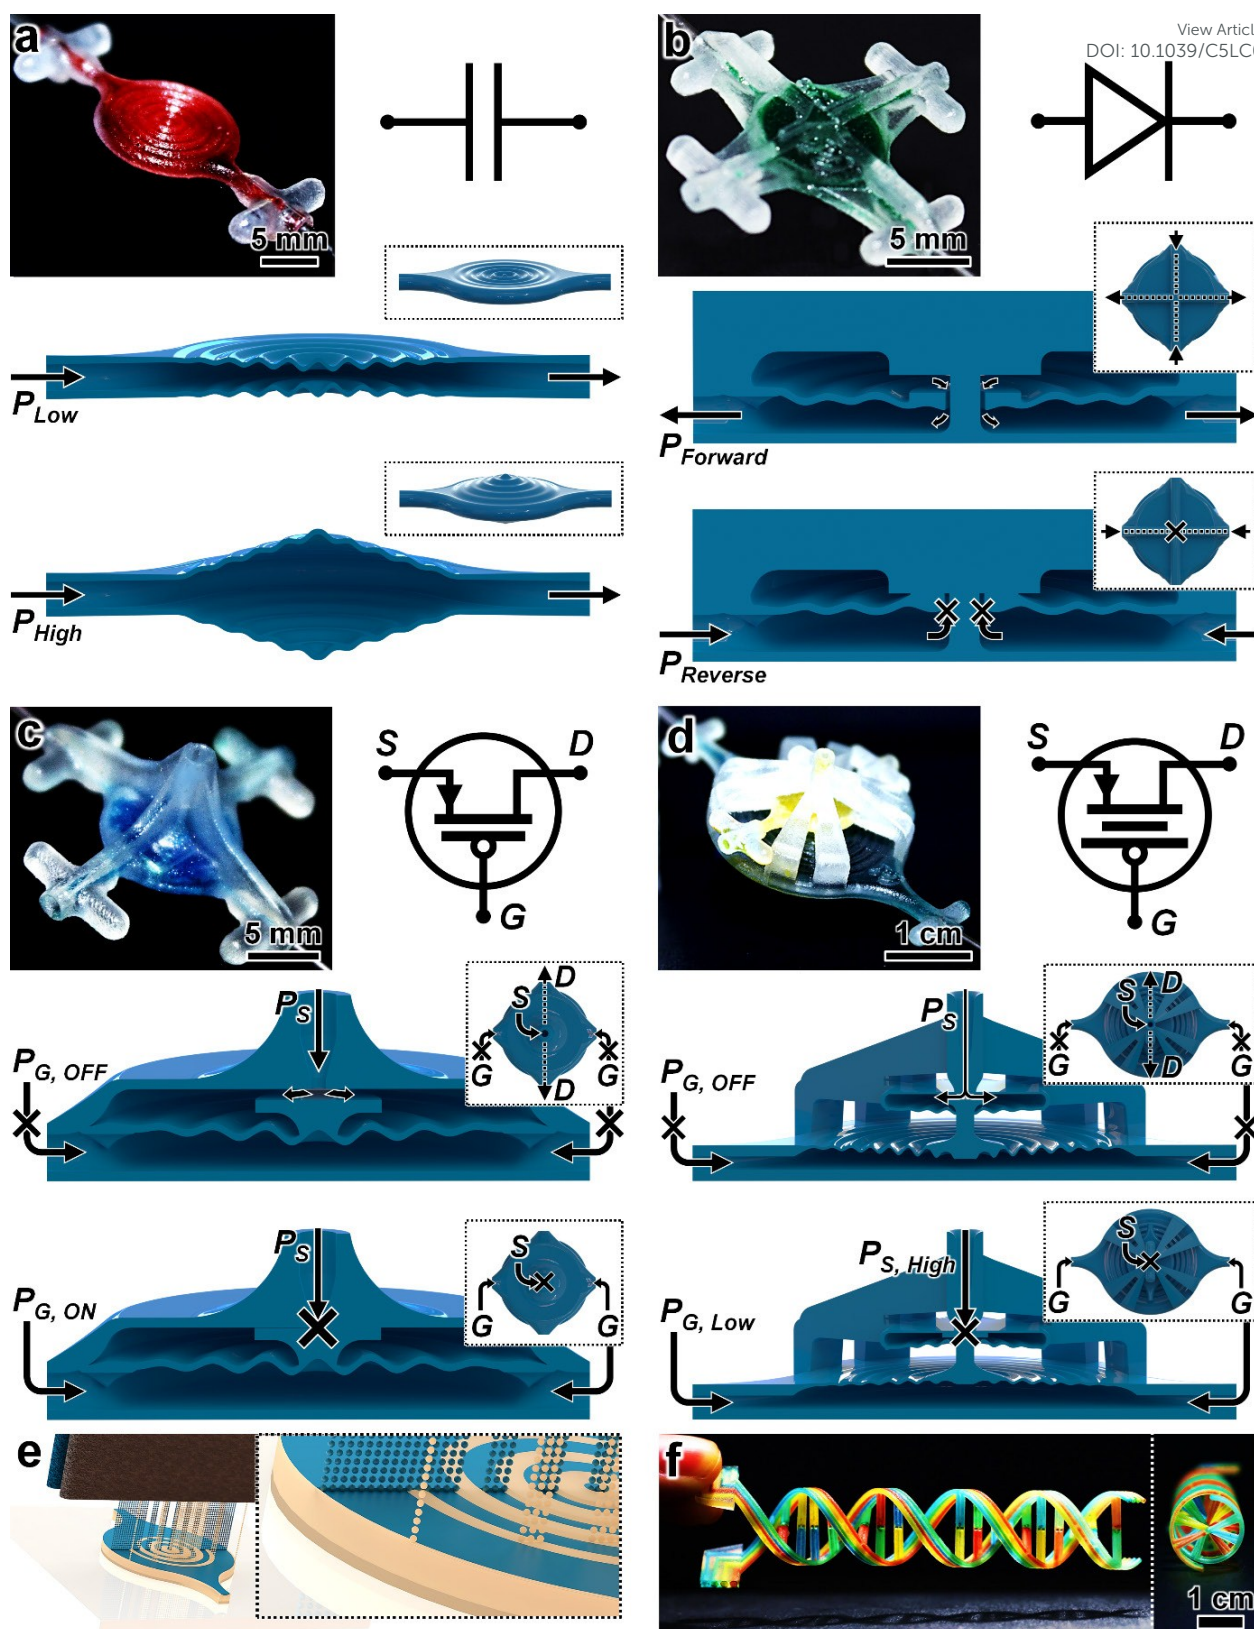 View Articl
DOI: 10.1039/C5LC
a
5 mm
P Low
P High
b
5 mm
P Forward
P Reverse
c
5 mm
S
D
G
P S
P G, OFF
S
D
G
G
D
P S
P G, ON
S
G
G
d
1 cm
S
D
G
P S
P G, OFF
S
D
G
G
D
P S, High
P G, Low
S
G
G
e
f
1 cm